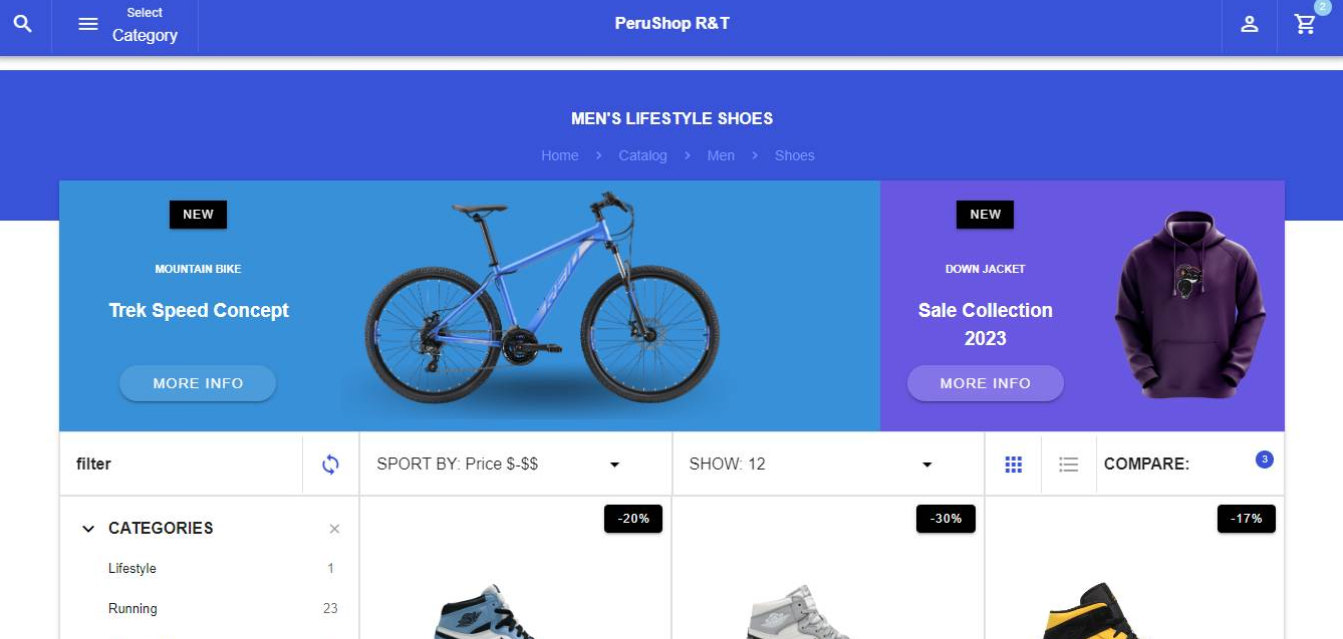 Select
Category
PeruShop R&T
2
MEN'S LIFESTYLE SHOES
Home > Catalog > Men > Shoes
NEW
MOUNTAIN BIKE
Trek Speed Concept
MORE INFO
NEW
DOWN JACKET
Sale Collection
2023
MORE INFO
filter
SPORT BY: Price $-$$
SHOW: 12
COMPARE:
3
CATEGORIES
Lifestyle 1
Running 23
-20%
-30%
-17%